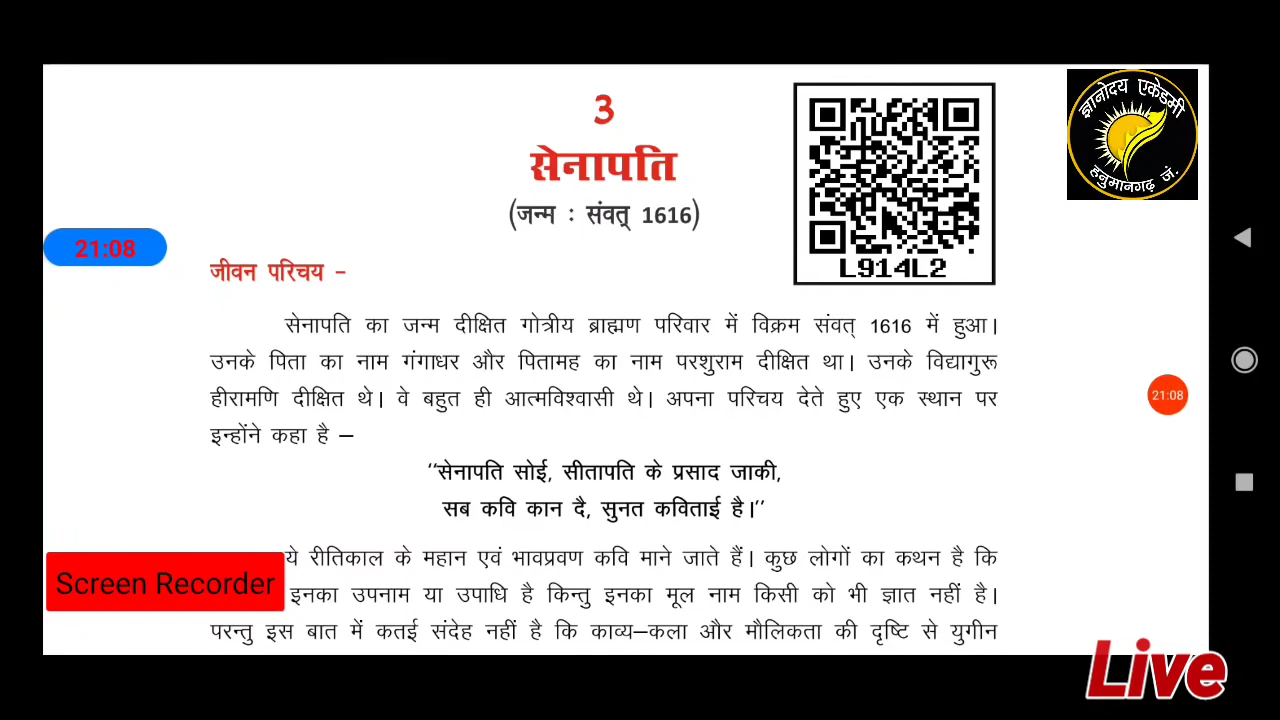 3
सेनापति
(जन्म : संवत् 1616)
L914L2
ज्ञानोदय एकेडमी
हनुमानगढ़ जं.
21:08
जीवन परिचय –
सेनापति का जन्म दीक्षित गोत्रीय ब्राह्मण परिवार में विक्रम संवत् 1616 में हुआ।
उनके पिता का नाम गंगाधर और पितामह का नाम परशुराम दीक्षित था। उनके विद्यागुरू
हीरामणि दीक्षित थे। वे बहुत ही आत्मविश्वासी थे। अपना परिचय देते हुए एक स्थान पर
21:08
इन्होंने कहा है –
‘‘सेनापति सोई, सीतापति के प्रसाद जाकी,
सब कवि कान दै, सुनत कविताई है।’’
ये रीतिकाल के महान एवं भावप्रवण कवि माने जाते हैं। कुछ लोगों का कथन है कि
Screen Recorder
इनका उपनाम या उपाधि है किन्तु इनका मूल नाम किसी को भी ज्ञात नहीं है।
परन्तु इस बात में कतई संदेह नहीं है कि काव्य–कला और मौलिकता की दृष्टि से युगीन
Live